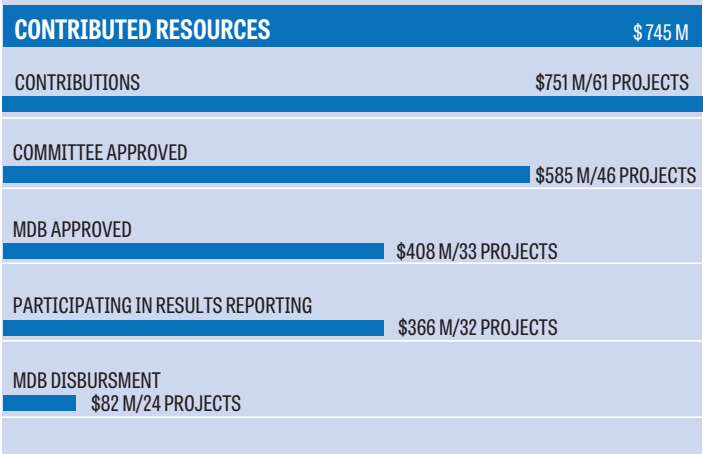 CONTRIBUTED RESOURCES $745 M
CONTRIBUTIONS $751 M/61 PROJECTS
COMMITTEE APPROVED
$585 M/46 PROJECTS
MDB APPROVED
$408 M/33 PROJECTS
PARTICIPATING IN RESULTS REPORTING
$366 M/32 PROJECTS
MDB DISBURSMENT
$82 M/24 PROJECTS